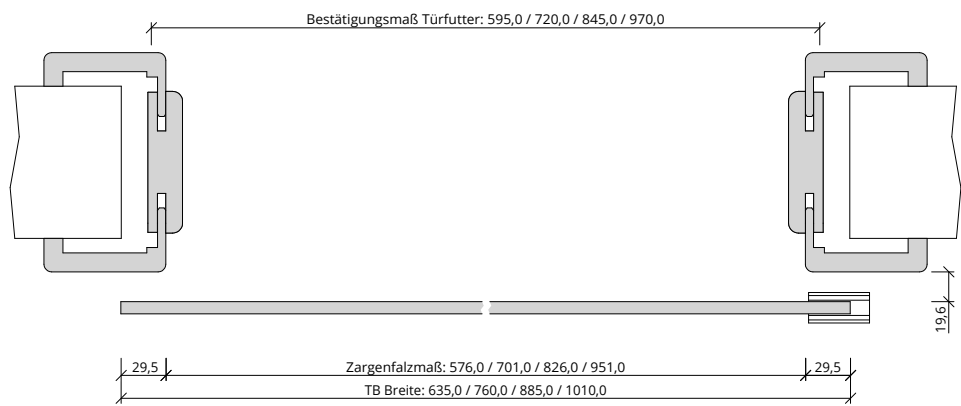 Bestätigungsmaß Türfutter: 595,0 / 720,0 / 845,0 / 970,0
19,6
29,5
Zargenfalzmaß: 576,0 / 701,0 / 826,0 / 951,0
29,5
TB Breite: 635,0 / 760,0 / 885,0 / 1010,0